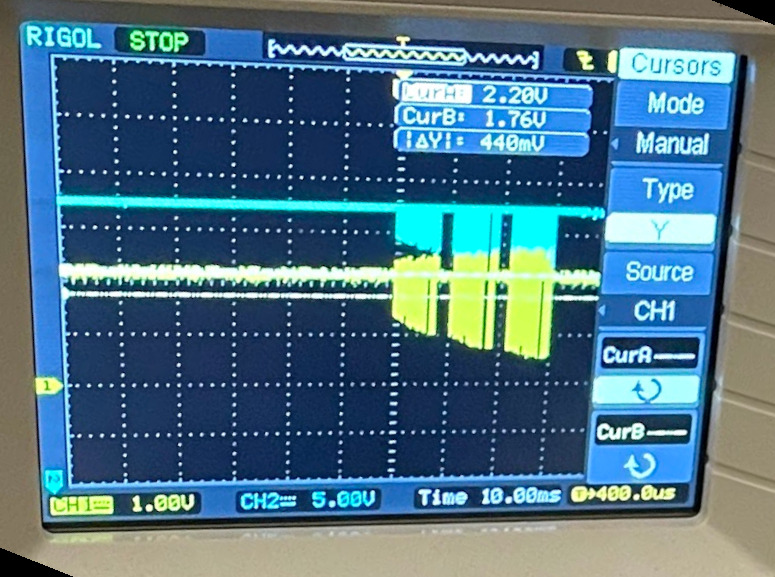 RIGOL STOP T
Cursors
CurA: 2.20V
CurB: 1.76V
|ΔY|: 440mV
Mode
Manual
Type
Y
Source
CH1
CurA
CurB
1
CH1 1.00V CH2 5.00V Time 10.00ms T→400.0us